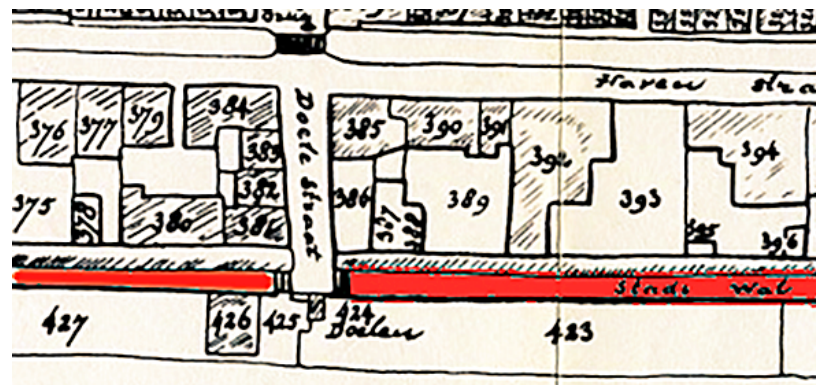 Haven Stra
376 377 379 384 385 390 391 392 394
383
375 378 380 382 381 386 387 388 389 393 395 396
Doele Straat
Stads Wal
427 426 425 424 423
Doelen